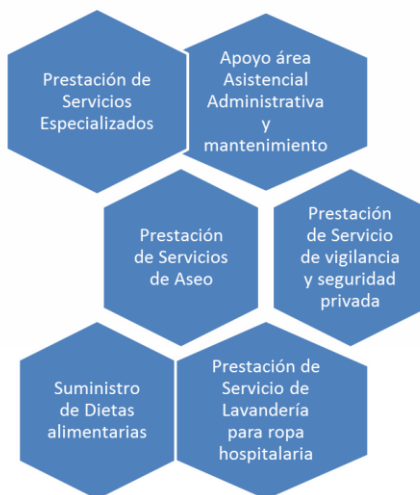 Prestación de
Servicios
Especializados
Apoyo área
Asistencial
Administrativa
y
mantenimiento
Prestación
de Servicios
de Aseo
Prestación
de Servicio
de vigilancia
y seguridad
privada
Suministro
de Dietas
alimentarias
Prestación de
Servicio de
Lavandería
para ropa
hospitalaria